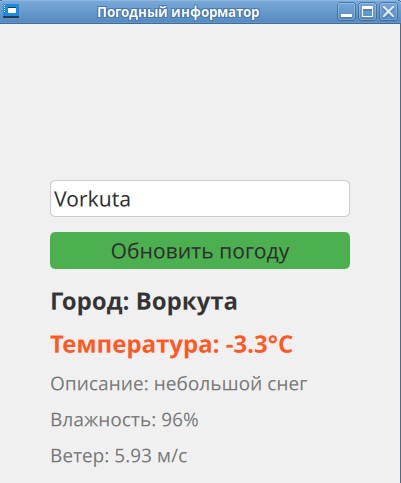 Погодный информатор
Vorkuta
Обновить погоду
Город: Воркута
Температура: -3.3°C
Описание: небольшой снег
Влажность: 96%
Ветер: 5.93 м/с